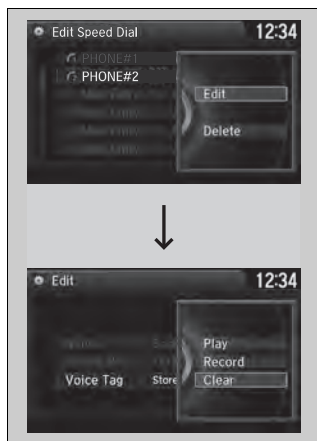 Edit Speed Dial 12:34
PHONE#1
PHONE#2
Edit
Delete
Edit 12:34
Play
Record
Voice Tag Store Clear